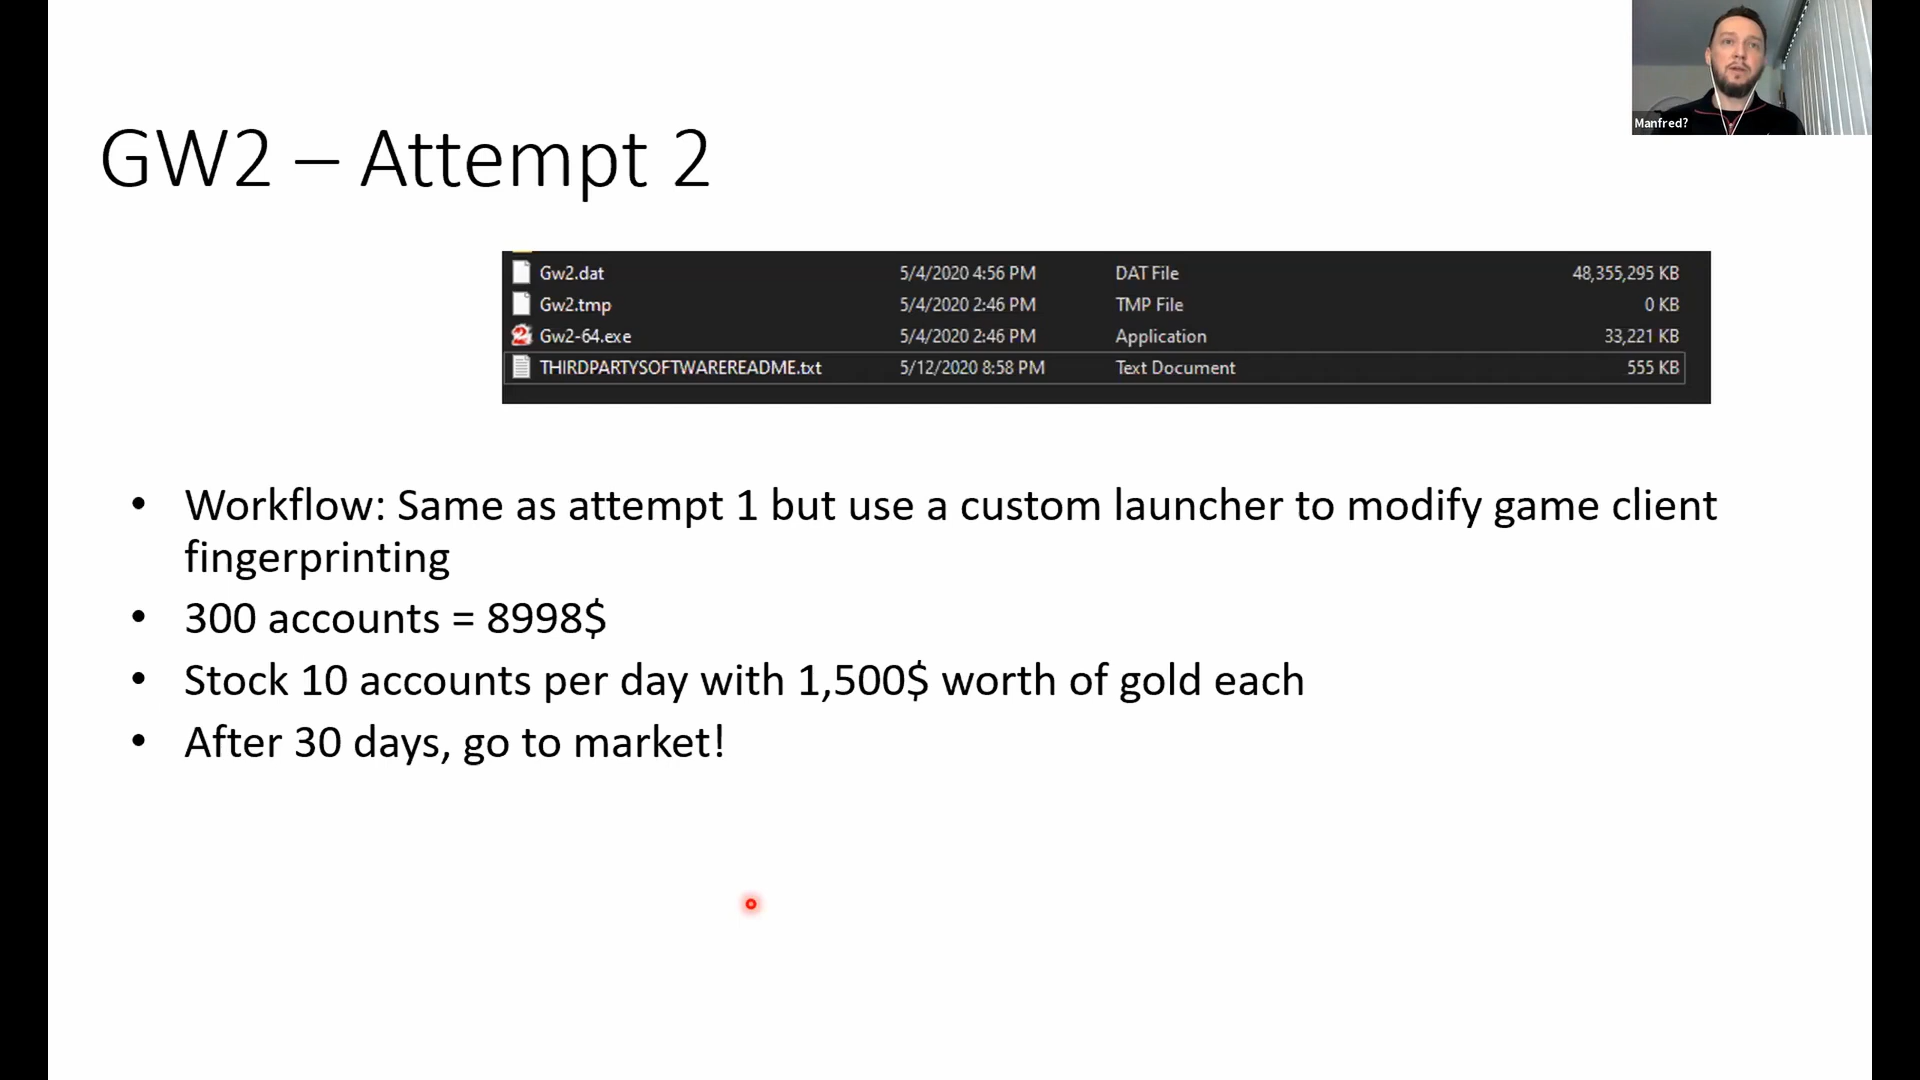 Manfred?
GW2 – Attempt 2
Gw2.dat 5/4/2020 4:56 PM DAT File 48,355,295 KB
Gw2.tmp 5/4/2020 2:46 PM TMP File 0 KB
Gw2-64.exe 5/4/2020 2:46 PM Application 33,221 KB
THIRDPARTYSOFTWAREREADME.txt 5/12/2020 8:58 PM Text Document 555 KB
• Workflow: Same as attempt 1 but use a custom launcher to modify game client
fingerprinting
• 300 accounts = 8998$
• Stock 10 accounts per day with 1,500$ worth of gold each
• After 30 days, go to market!